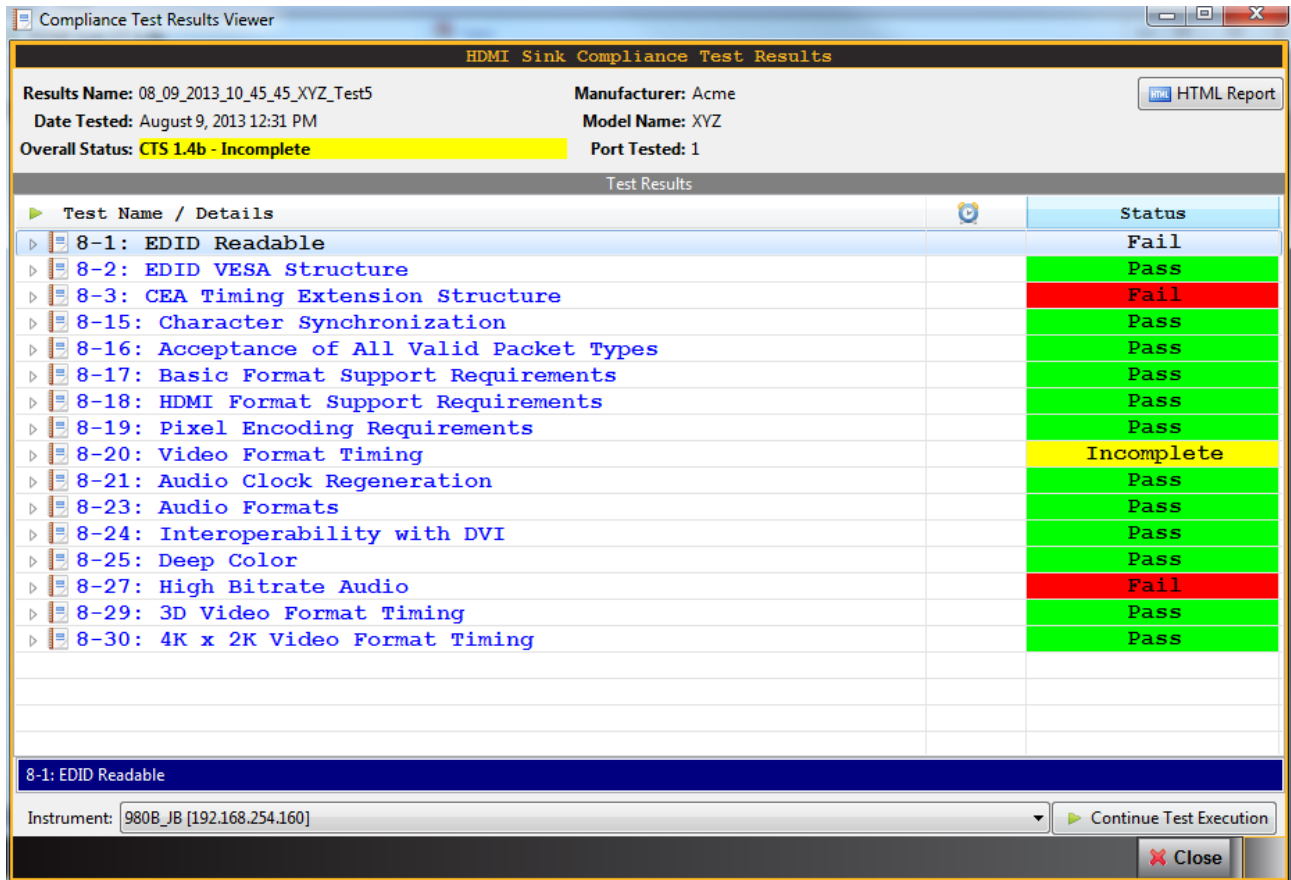 Compliance Test Results Viewer
HDMI Sink Compliance Test Results
Results Name: 08_09_2013_10_45_45_XYZ_Test5 Manufacturer: Acme HTML Report
Date Tested: August 9, 2013 12:31 PM Model Name: XYZ
Overall Status: CTS 1.4b - Incomplete Port Tested: 1
Test Results
Test Name / Details Status
8-1: EDID Readable Fail
8-2: EDID VESA Structure Pass
8-3: CEA Timing Extension Structure Fail
8-15: Character Synchronization Pass
8-16: Acceptance of All Valid Packet Types Pass
8-17: Basic Format Support Requirements Pass
8-18: HDMI Format Support Requirements Pass
8-19: Pixel Encoding Requirements Pass
8-20: Video Format Timing Incomplete
8-21: Audio Clock Regeneration Pass
8-23: Audio Formats Pass
8-24: Interoperability with DVI Pass
8-25: Deep Color Pass
8-27: High Bitrate Audio Fail
8-29: 3D Video Format Timing Pass
8-30: 4K x 2K Video Format Timing Pass
8-1: EDID Readable
Instrument: 980B_JB [192.168.254.160] Continue Test Execution
Close